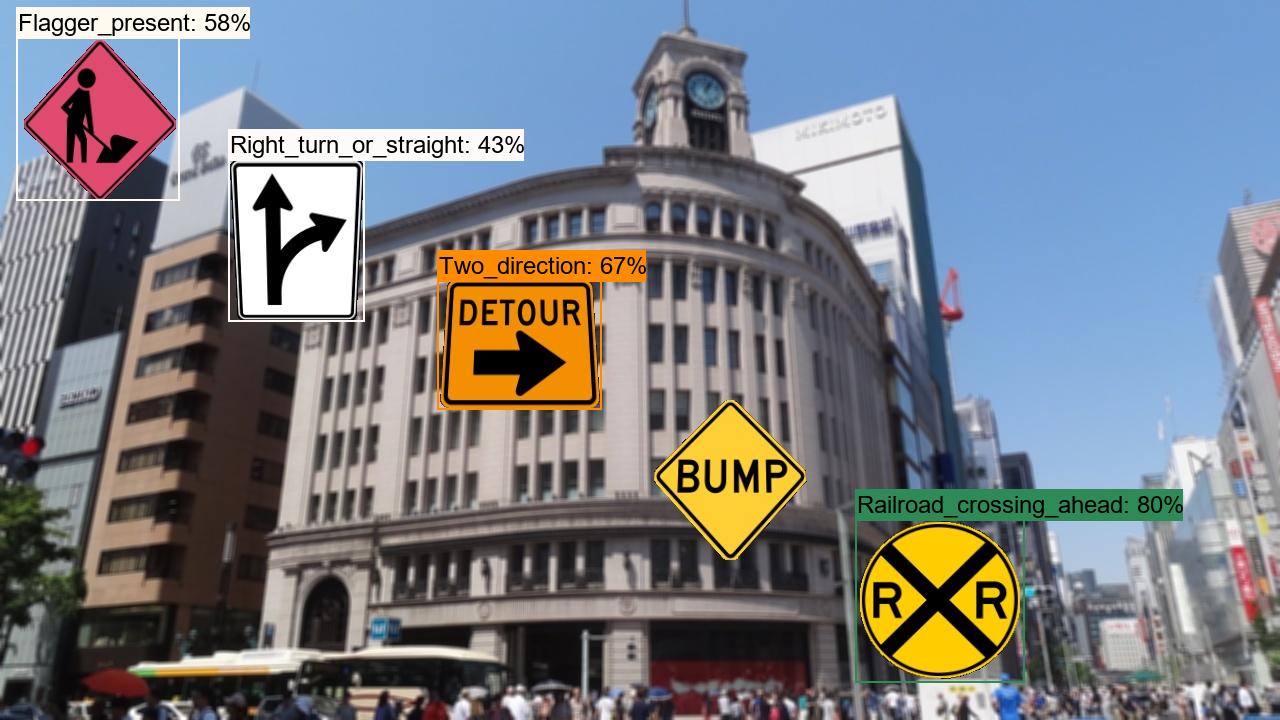 Flagger_present: 58%
Right_turn_or_straight: 43%
MIKIMOTO
Two_direction: 67%
DETOUR
BUMP
Railroad_crossing_ahead: 80%
R R